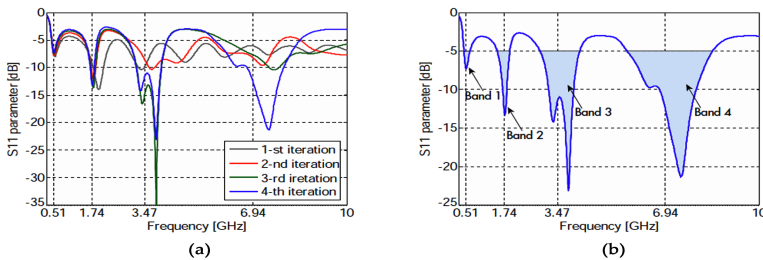 0
-5
-10
-15
-20
-25
-30
-35
S11 parameter [dB]
1-st iteration
2-nd iteration
3-rd iretation
4-th iteration
0.51 1.74 3.47 6.94 10
Frequency [GHz]
(a)
0
-5
-10
-15
-20
-25
S11 parameter [dB]
Band 1
Band 2
Band 3
Band 4
0.51 1.74 3.47 6.94 10
Frequency [GHz]
(b)